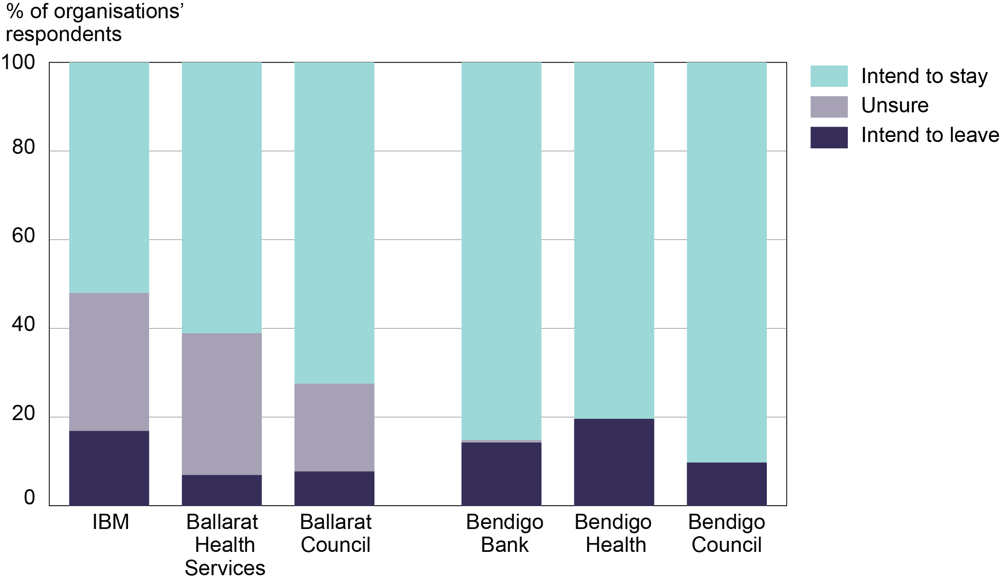 % of organisations’
respondents
100
80
60
40
20
0
Intend to stay
Unsure
Intend to leave
IBM
Ballarat
Health
Services
Ballarat
Council
Bendigo
Bank
Bendigo
Health
Bendigo
Council